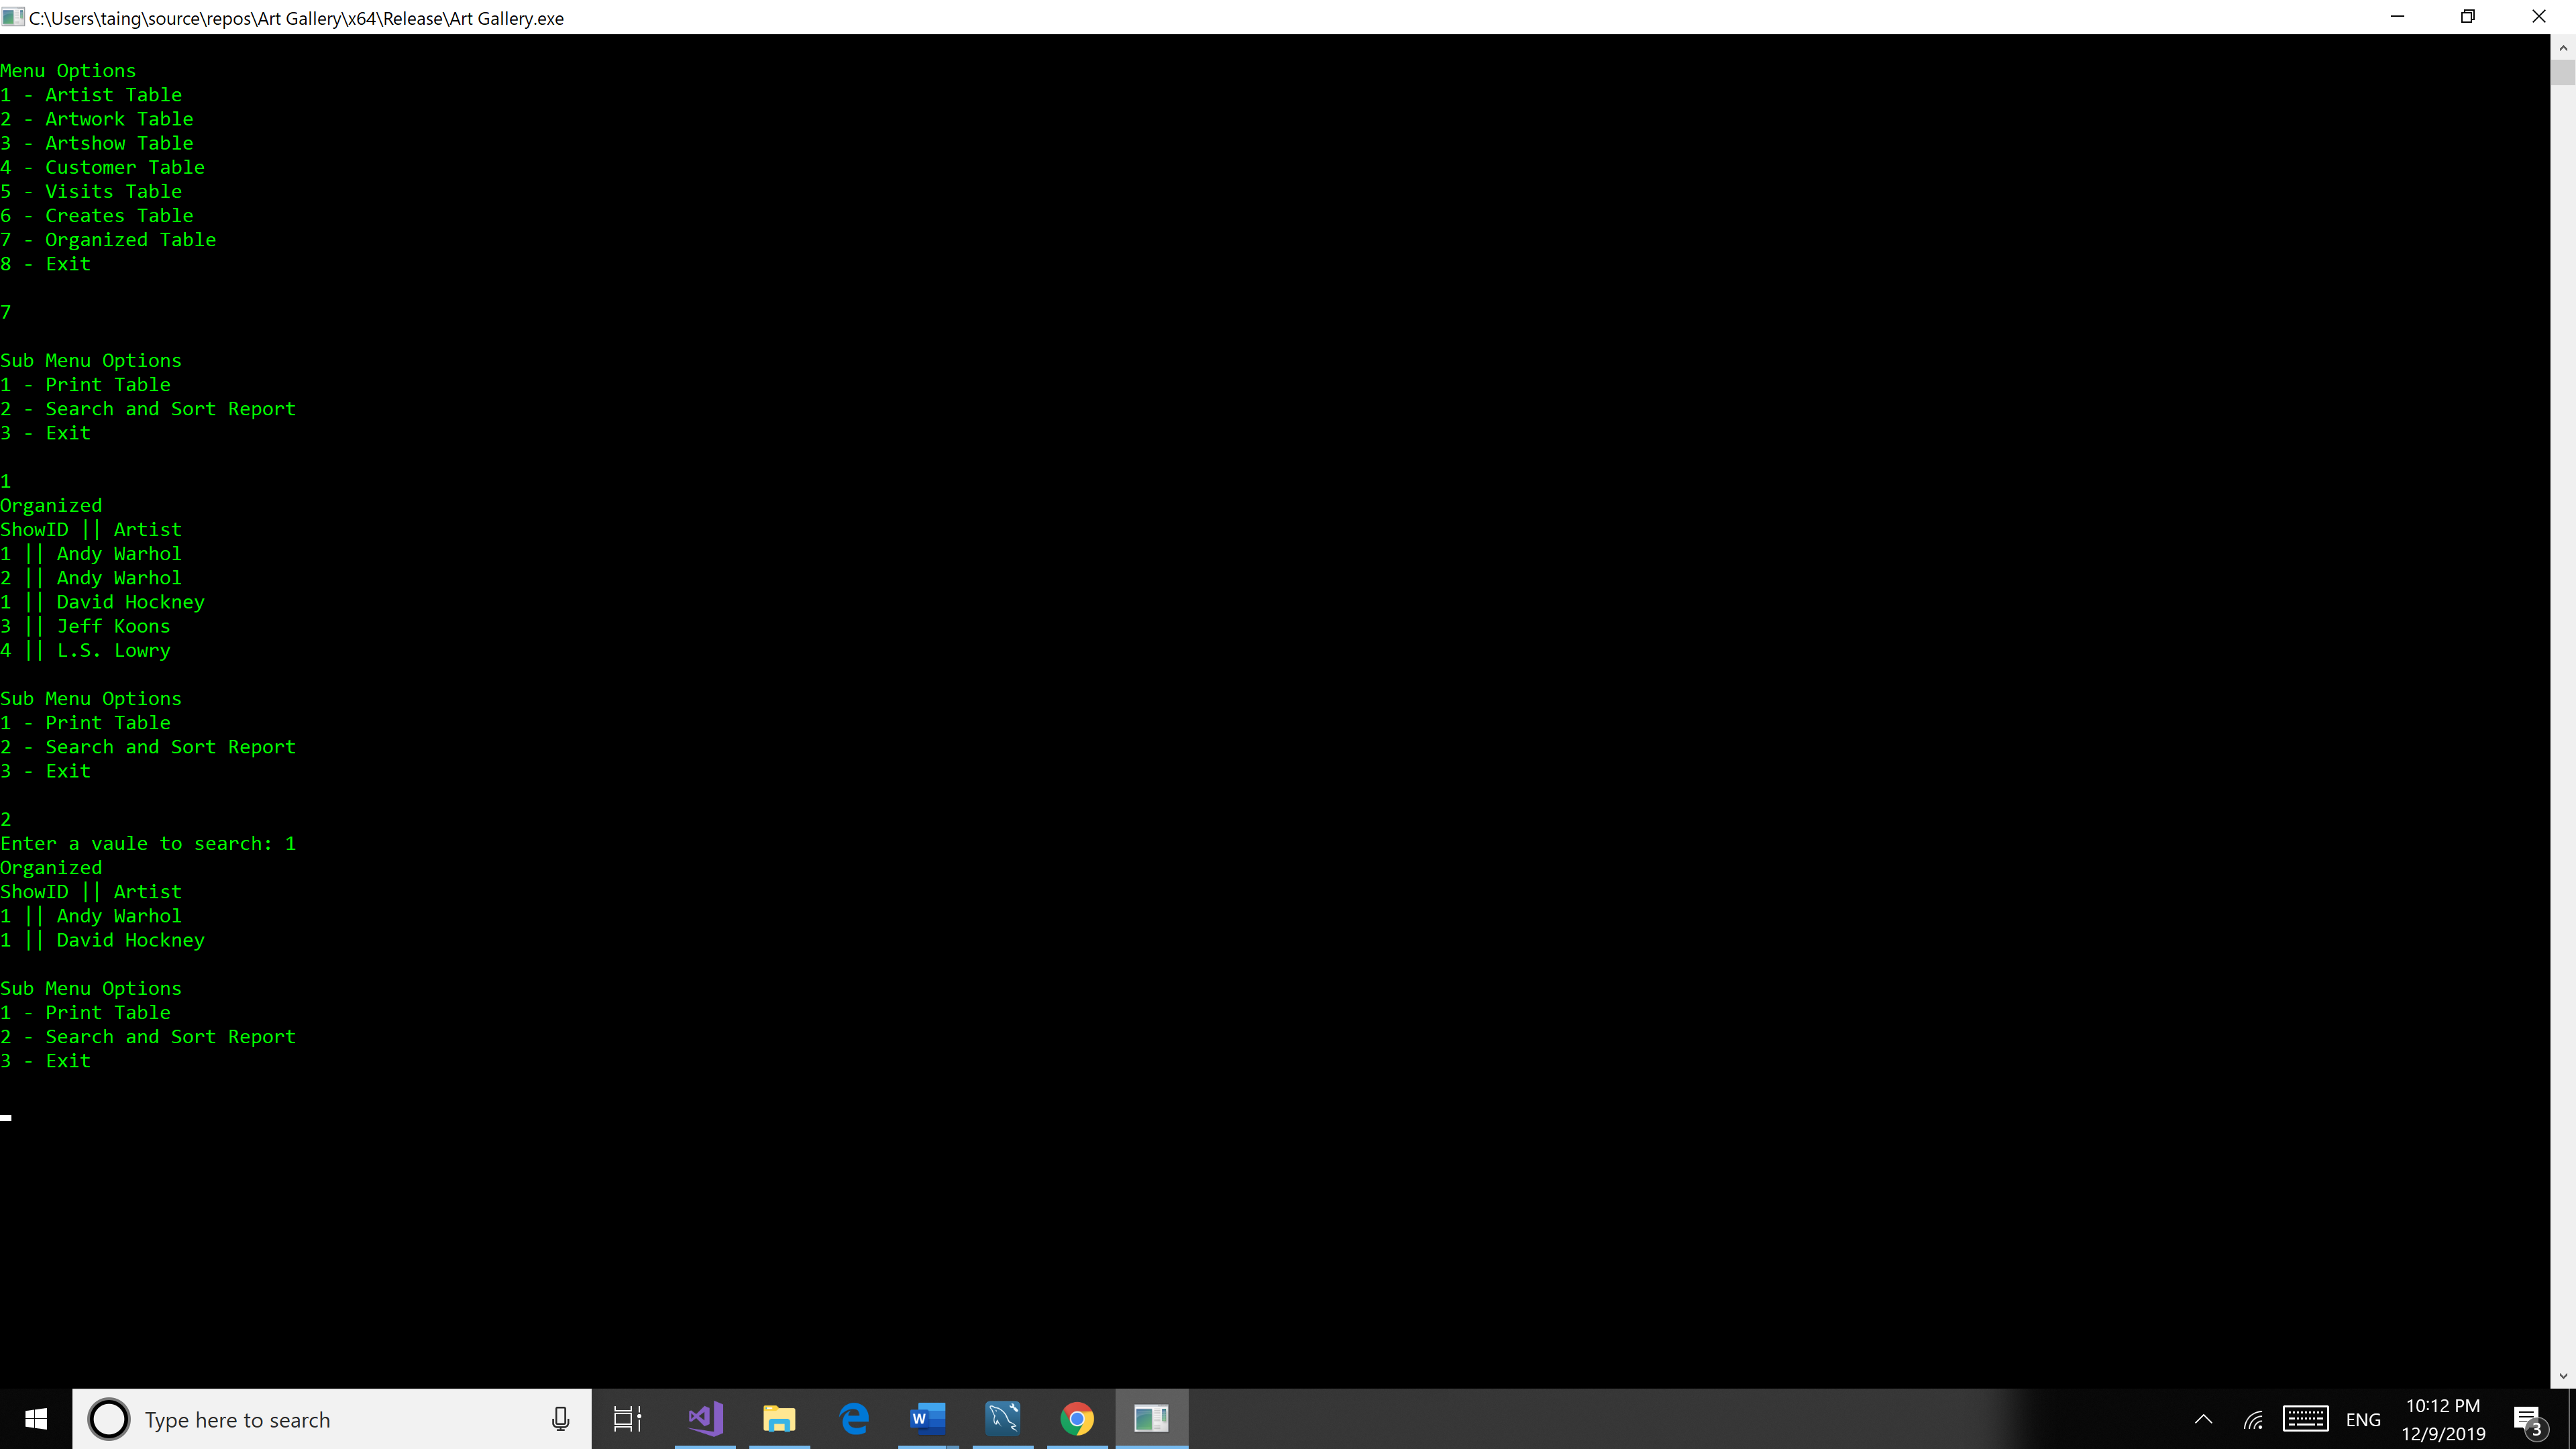 C:\Users\taing\source\repos\Art Gallery\x64\Release\Art Gallery.exe
Menu Options
1 - Artist Table
2 - Artwork Table
3 - Artshow Table
4 - Customer Table
5 - Visits Table
6 - Creates Table
7 - Organized Table
8 - Exit
7
Sub Menu Options
1 - Print Table
2 - Search and Sort Report
3 - Exit
1
Organized
ShowID || Artist
1 || Andy Warhol
2 || Andy Warhol
1 || David Hockney
3 || Jeff Koons
4 || L.S. Lowry
Sub Menu Options
1 - Print Table
2 - Search and Sort Report
3 - Exit
2
Enter a vaule to search: 1
Organized
ShowID || Artist
1 || Andy Warhol
1 || David Hockney
Sub Menu Options
1 - Print Table
2 - Search and Sort Report
3 - Exit
Type here to search
W
ENG
10:12 PM
12/9/2019
3